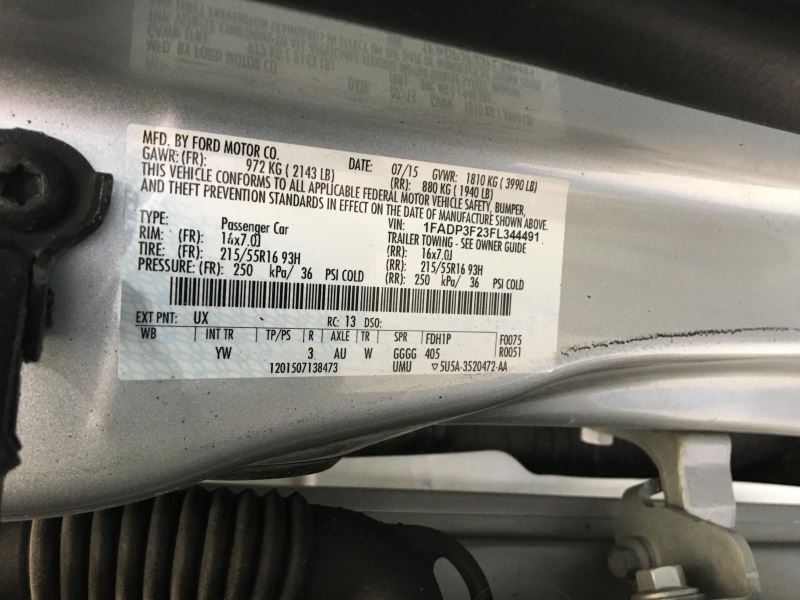 MFD. BY FORD MOTOR CO.
DATE: 07/15 GVWR: 1810 KG ( 3990 LB)
GAWR: (FR): 972 KG ( 2143 LB) (RR): 880 KG ( 1940 LB)
THIS VEHICLE CONFORMS TO ALL APPLICABLE FEDERAL MOTOR VEHICLE SAFETY, BUMPER,
AND THEFT PREVENTION STANDARDS IN EFFECT ON THE DATE OF MANUFACTURE SHOWN ABOVE.
VIN: 1FADP3F23FL344491
TYPE: Passenger Car TRAILER TOWING - SEE OWNER GUIDE
RIM: (FR): 16x7.0J (RR): 16x7.0J
TIRE: (FR): 215/55R16 93H (RR): 215/55R16 93H
PRESSURE: (FR): 250 kPa/ 36 PSI COLD (RR): 250 kPa/ 36 PSI COLD
EXT PNT: UX RC: 13 DSO:
WB INT TR TP/PS R AXLE TR SPR FDH1P F0075
YW 3 AU W GGGG 405 R0051
1201507138473 UMU ▽5U5A-3520472-AA